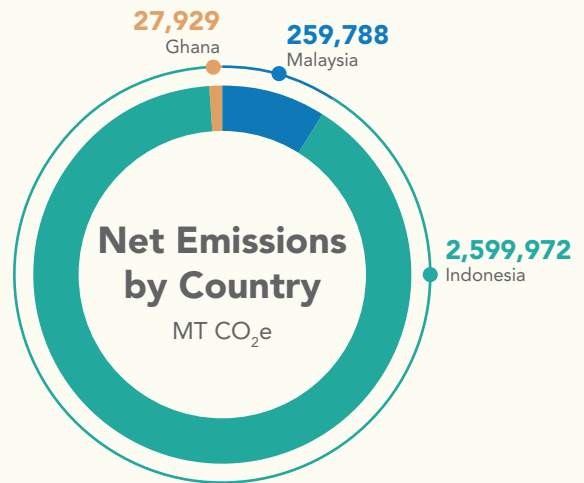 27,929
Ghana
259,788
Malaysia
Net Emissions
by Country
MT CO₂e
2,599,972
Indonesia